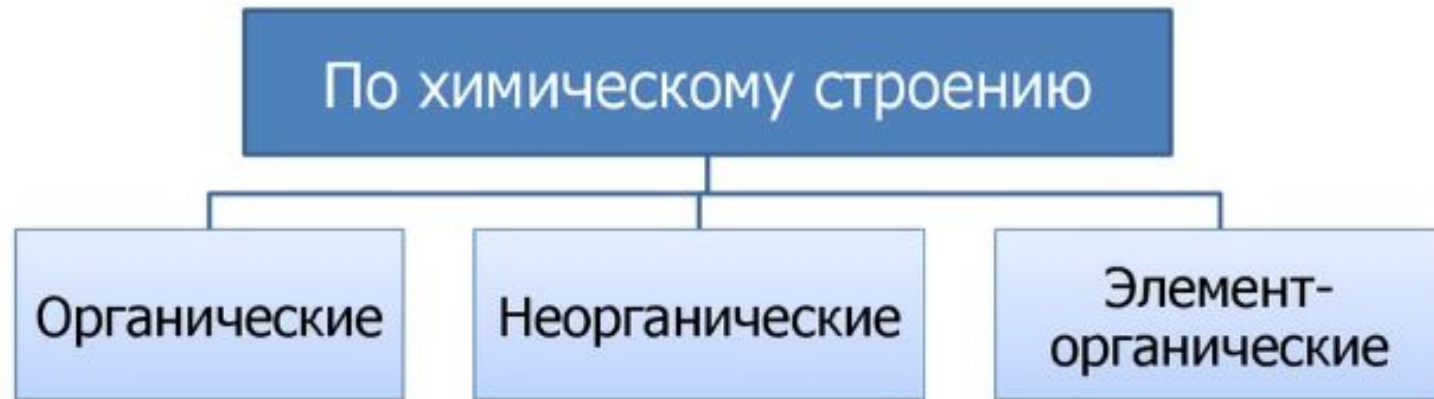 По химическому строению
Органические
Неорганические
Элемент-
органические